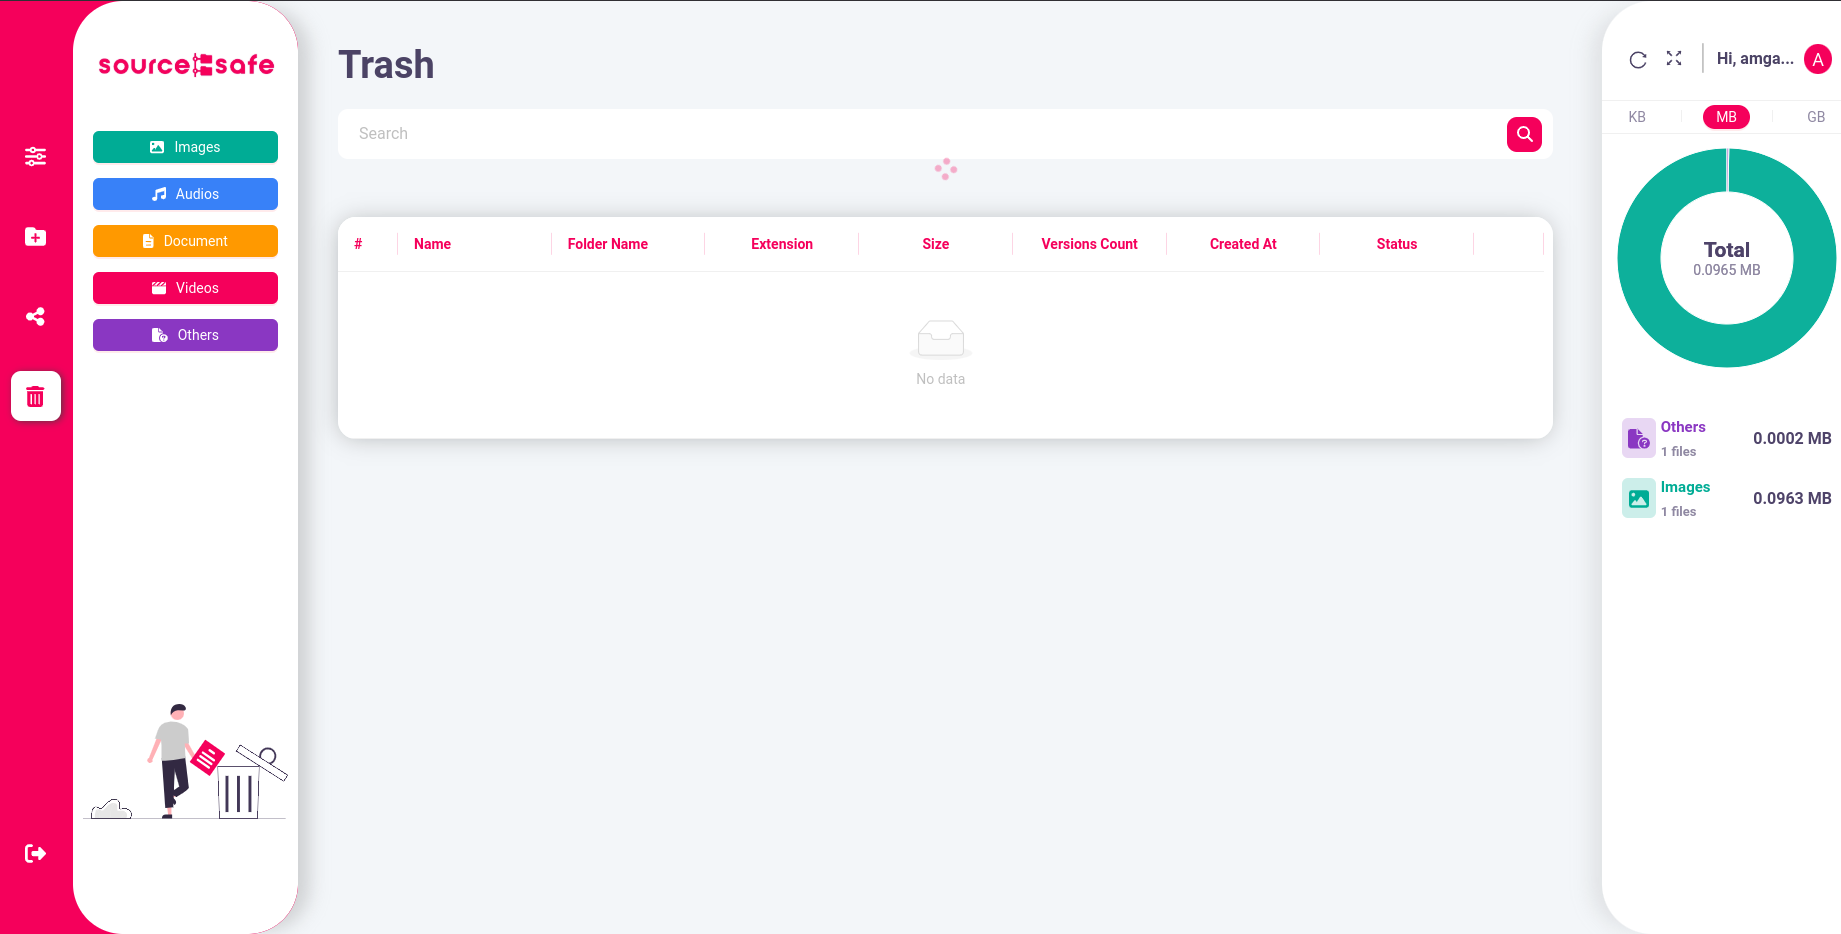 source safe
Images
Audios
Document
Videos
Others
Trash
Search
# Name Folder Name Extension Size Versions Count Created At Status
No data
Hi, amga... A
KB MB GB
Total
0.0965 MB
Others
1 files
0.0002 MB
Images
1 files
0.0963 MB